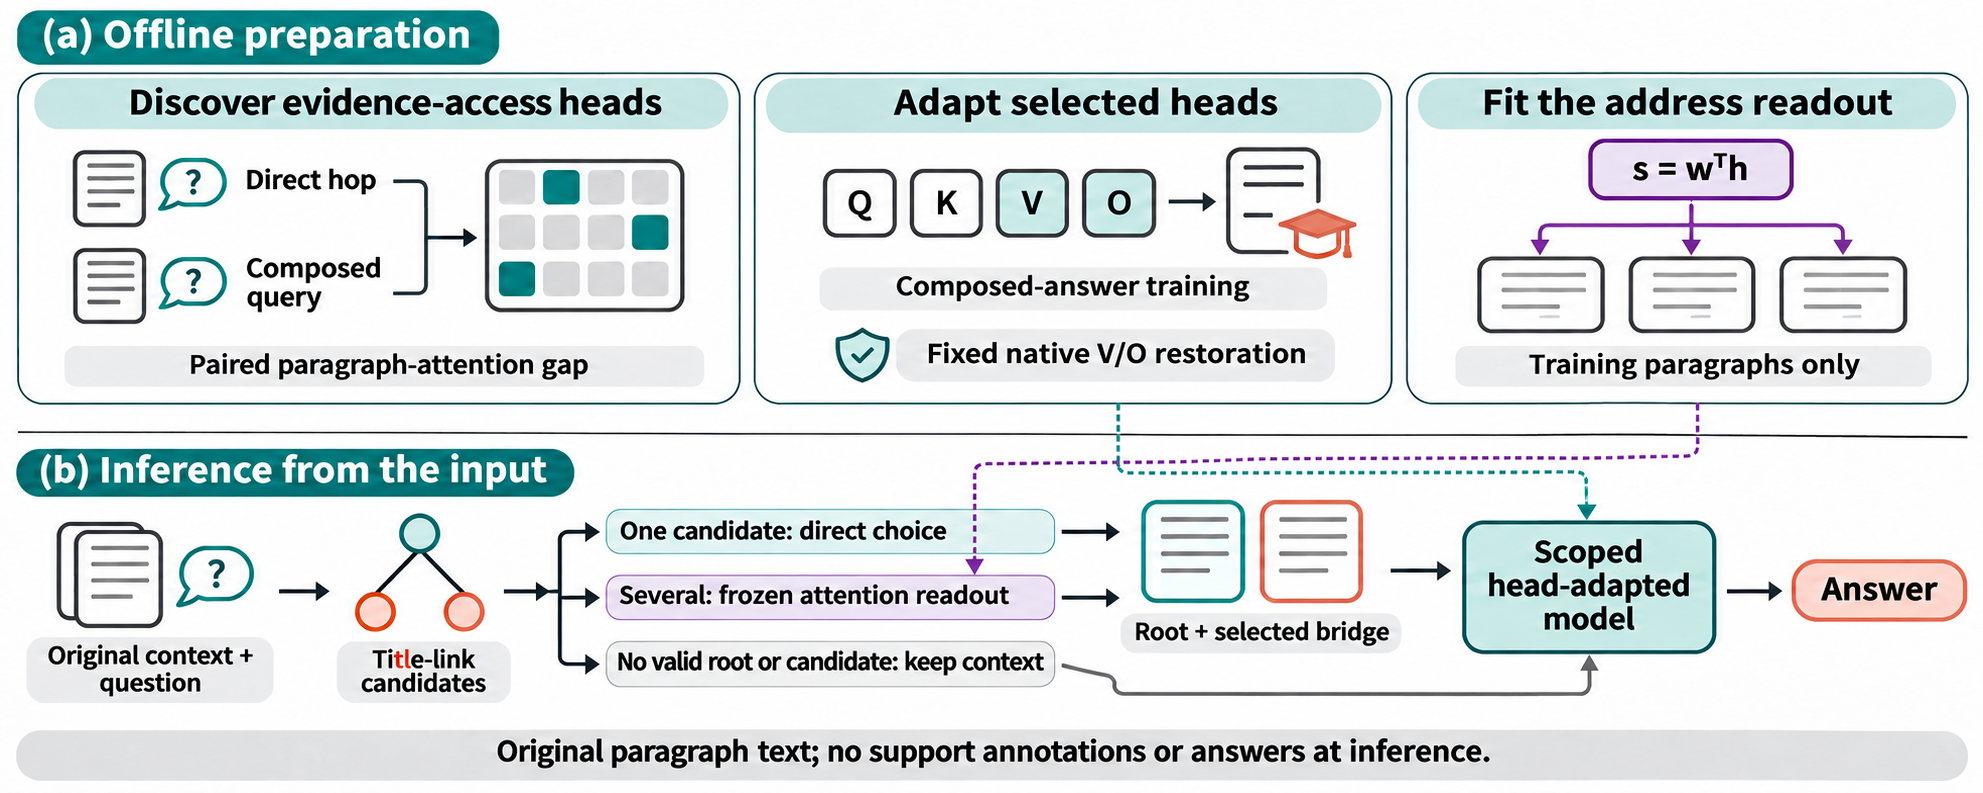 (a) Offline preparation
Discover evidence-access heads
? Direct hop
? Composed
query
Paired paragraph-attention gap
Adapt selected heads
Q K V O
Composed-answer training
Fixed native V/O restoration
Fit the address readout
s = wᵀh
Training paragraphs only
(b) Inference from the input
?
Original context +
question
Title-link
candidates
One candidate: direct choice
Several: frozen attention readout
No valid root or candidate: keep context
Root + selected bridge
Scoped
head-adapted
model
Answer
Original paragraph text; no support annotations or answers at inference.